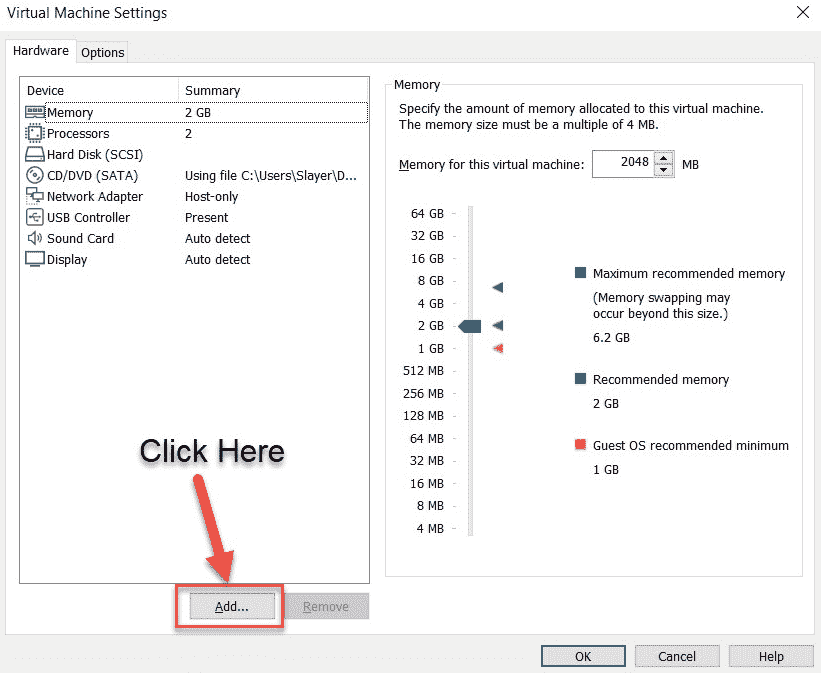 Virtual Machine Settings
Hardware
Options
Device Summary
Memory 2 GB
Processors 2
Hard Disk (SCSI)
CD/DVD (SATA) Using file C:\Users\Slayer\D...
Network Adapter Host-only
USB Controller Present
Sound Card Auto detect
Display Auto detect
Click Here
Add...
Remove
Memory
Specify the amount of memory allocated to this virtual machine.
The memory size must be a multiple of 4 MB.
Memory for this virtual machine: 2048 MB
64 GB
32 GB
16 GB
8 GB
4 GB
2 GB
1 GB
512 MB
256 MB
128 MB
64 MB
32 MB
16 MB
8 MB
4 MB
Maximum recommended memory
(Memory swapping may
occur beyond this size.)
6.2 GB
Recommended memory
2 GB
Guest OS recommended minimum
1 GB
OK
Cancel
Help